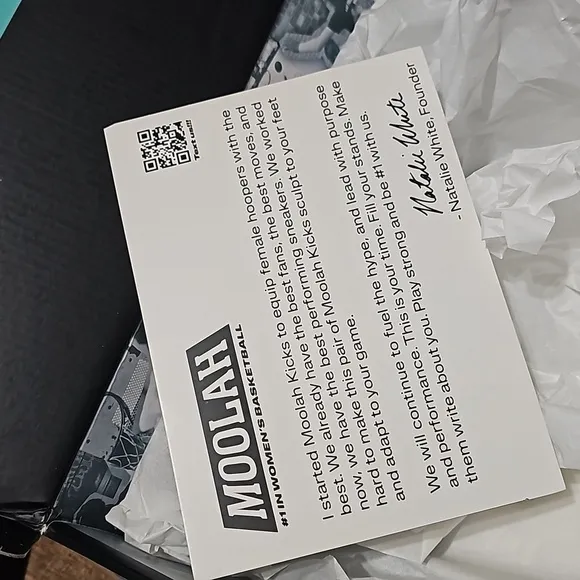 MOOLAH
#1 IN WOMEN'S BASKETBALL
Text us!!!
I started Moolah Kicks to equip female hoopers with the
best. We already have the best fans, the best moves, and
now, we have the best performing sneakers. We worked
hard to make this pair of Moolah Kicks sculpt to your feet
and adapt to your game.
We will continue to fuel the hype, and lead with purpose
and performance. This is your time. Fill your stands. Make
them write about you. Play strong and be #1 with us.
Natalie White
- Natalie White, Founder